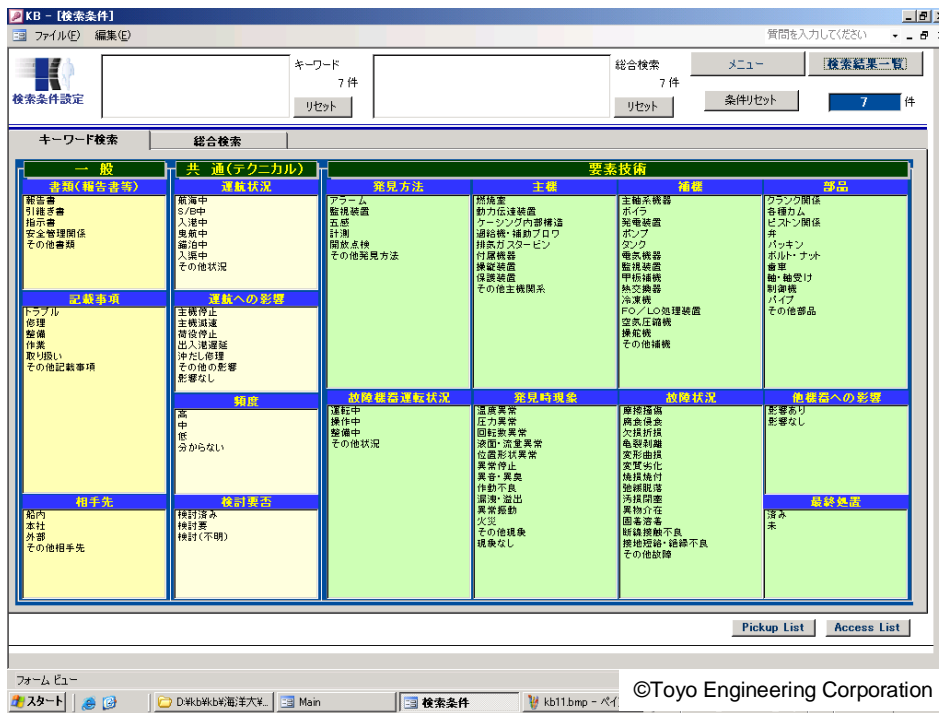 KB - [検索条件]
ファイル(F) 編集(E)
質問を入力してください
検索条件設定
キーワード
7 件
リセット
総合検索
7 件
リセット
メニュー
検索結果一覧
条件リセット
7 件
キーワード検索
総合検索
一 般
共 通(テクニカル)
要素技術
書類(報告書等)
報告書
引継ぎ書
指示書
安全管理関係
その他書類
記載事項
トラブル
修理
整備
作業
取り扱い
その他記載事項
相手先
船内
本社
外部
その他相手先
運航状況
航海中
S/B中
入港中
曳航中
錨泊中
入渠中
その他状況
運航への影響
主機停止
主機減速
荷役停止
出入港遅延
沖だし修理
その他の影響
影響なし
頻度
高
中
低
分からない
検討要否
検討済み
検討要
検討(不明)
発見方法
アラーム
監視装置
五感
計測
開放点検
その他発見方法
主機
燃焼室
動力伝達装置
ケーシング内部構造
過給機・補助ブロワ
排気ガスタービン
付属機器
操縦装置
保護装置
その他主機関系
補機
主軸系機器
ボイラ
発電装置
ポンプ
タンク
電気機器
監視装置
甲板補機
熱交換器
冷凍機
FO/LO処理装置
空気圧縮機
操舵機
その他補機
部品
クランク関係
各種カム
ピストン関係
弁
パッキン
ボルト・ナット
歯車
軸・軸受け
制御機
パイプ
その他部品
故障機器運転状況
運転中
操作中
整備中
その他状況
発見時現象
温度異常
圧力異常
回転数異常
液面・流量異常
位置形状異常
異常停止
異音・異臭
作動不良
漏洩・溢出
異常振動
火災
その他現象
現象なし
故障状況
摩擦掻傷
腐食侵食
欠損折損
亀裂剥離
変形曲損
変質劣化
焼損焼付
弛緩脱落
汚損閉塞
異物介在
固着溶着
断線接触不良
接地短絡・絶縁不良
その他故障
他機器への影響
影響あり
影響なし
最終処置
済み
未
Pickup List
Access List
フォーム ビュー
スタート
D:¥kb¥kb¥海洋大¥...
Main
検索条件
kb11.bmp - ペイ
©Toyo Engineering Corporation